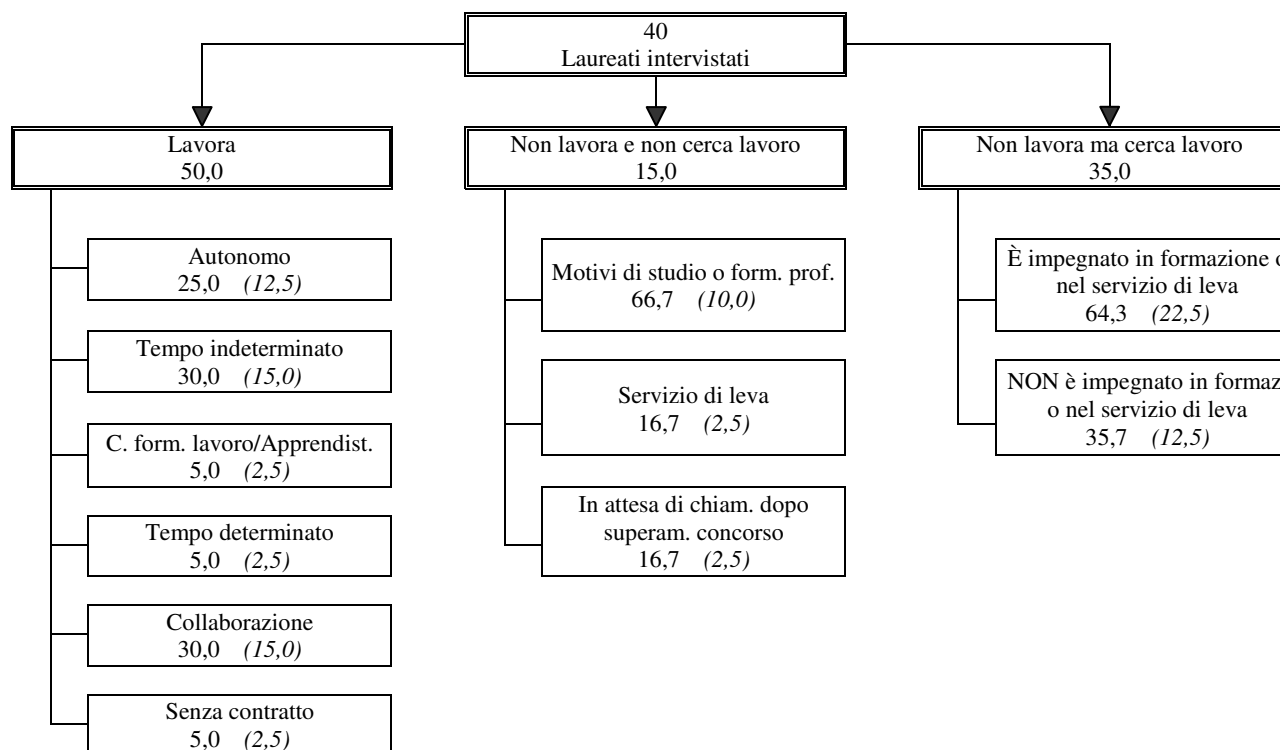 40
Laureati intervistati
Lavora
50,0
Non lavora e non cerca lavoro
15,0
Non lavora ma cerca lavoro
35,0
Autonomo
25,0 (12,5)
Tempo indeterminato
30,0 (15,0)
C. form. lavoro/Apprendist.
5,0 (2,5)
Tempo determinato
5,0 (2,5)
Collaborazione
30,0 (15,0)
Senza contratto
5,0 (2,5)
Motivi di studio o form. prof.
66,7 (10,0)
Servizio di leva
16,7 (2,5)
In attesa di chiam. dopo
superam. concorso
16,7 (2,5)
È impegnato in formazione o
nel servizio di leva
64,3 (22,5)
NON è impegnato in formaz
o nel servizio di leva
35,7 (12,5)